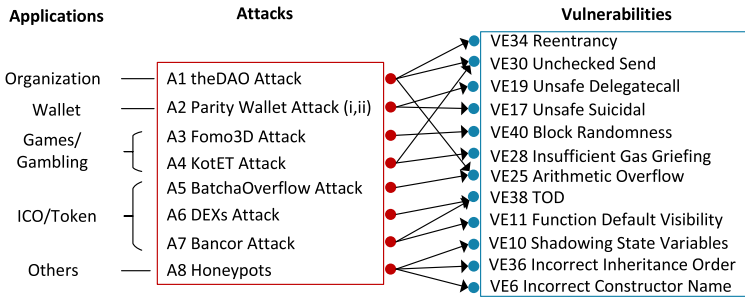 Applications
Attacks
Vulnerabilities
Organization
Wallet
Games/
Gambling
ICO/Token
Others
A1 theDAO Attack
A2 Parity Wallet Attack (i,ii)
A3 Fomo3D Attack
A4 KotET Attack
A5 BatchaOverflow Attack
A6 DEXs Attack
A7 Bancor Attack
A8 Honeypots
VE34 Reentrancy
VE30 Unchecked Send
VE19 Unsafe Delegatecall
VE17 Unsafe Suicidal
VE40 Block Randomness
VE28 Insufficient Gas Griefing
VE25 Arithmetic Overflow
VE38 TOD
VE11 Function Default Visibility
VE10 Shadowing State Variables
VE36 Incorrect Inheritance Order
VE6 Incorrect Constructor Name